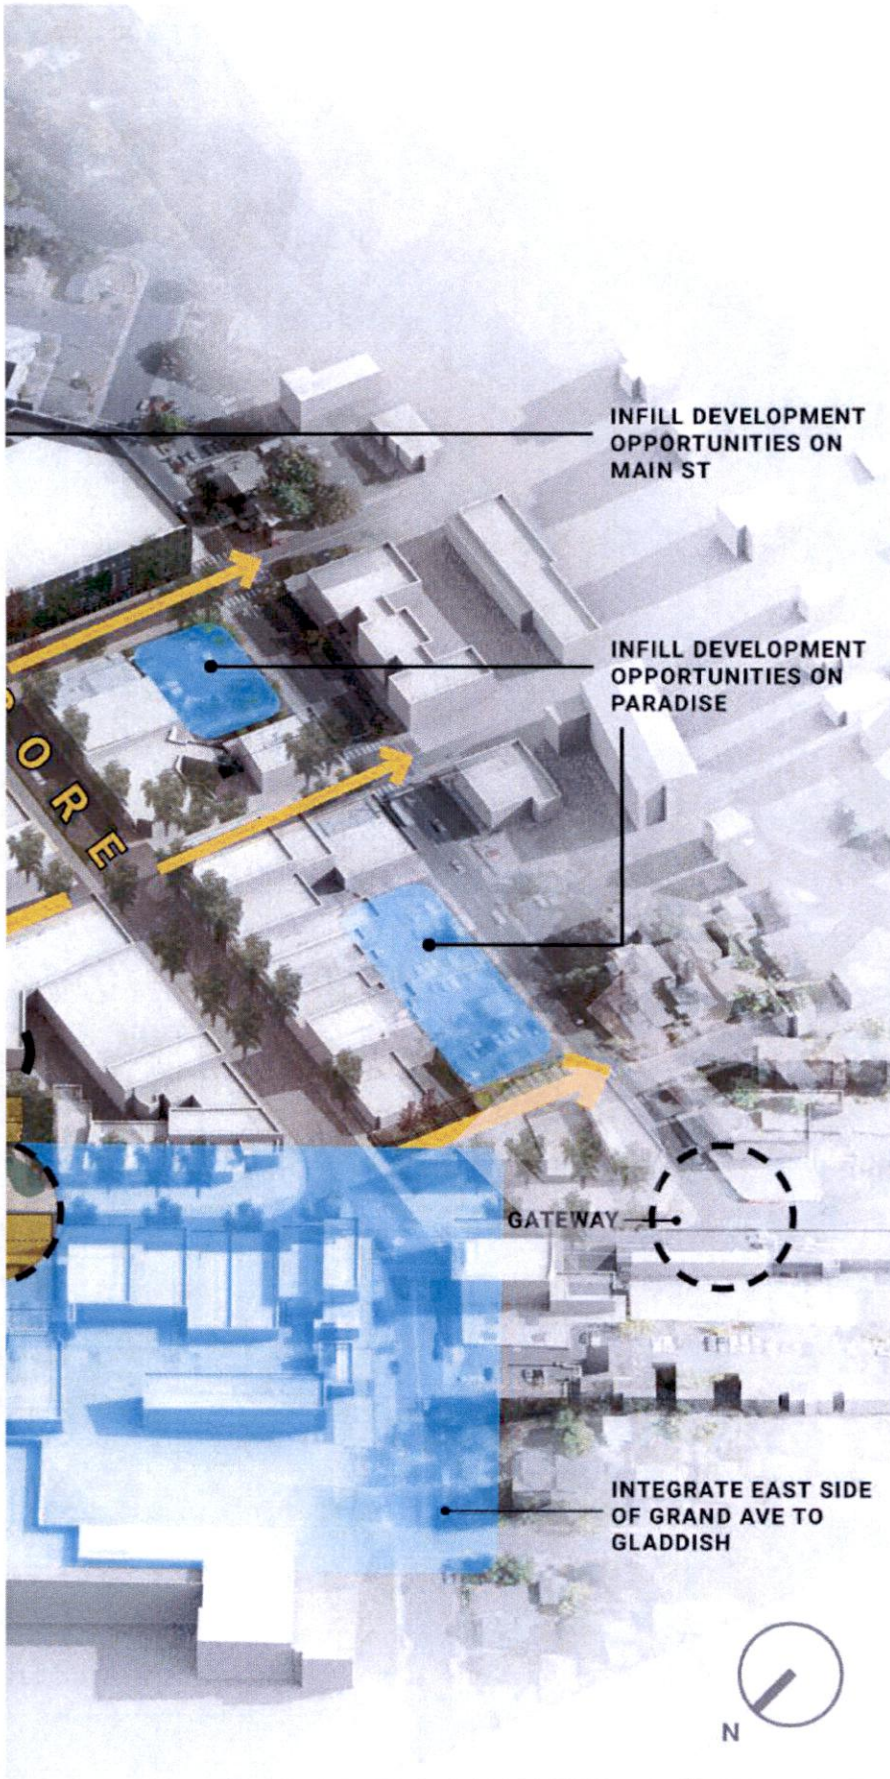 INFILL DEVELOPMENT
OPPORTUNITIES ON
MAIN ST
INFILL DEVELOPMENT
OPPORTUNITIES ON
PARADISE
ORE
GATEWAY
INTEGRATE EAST SIDE
OF GRAND AVE TO
GLADDISH
N